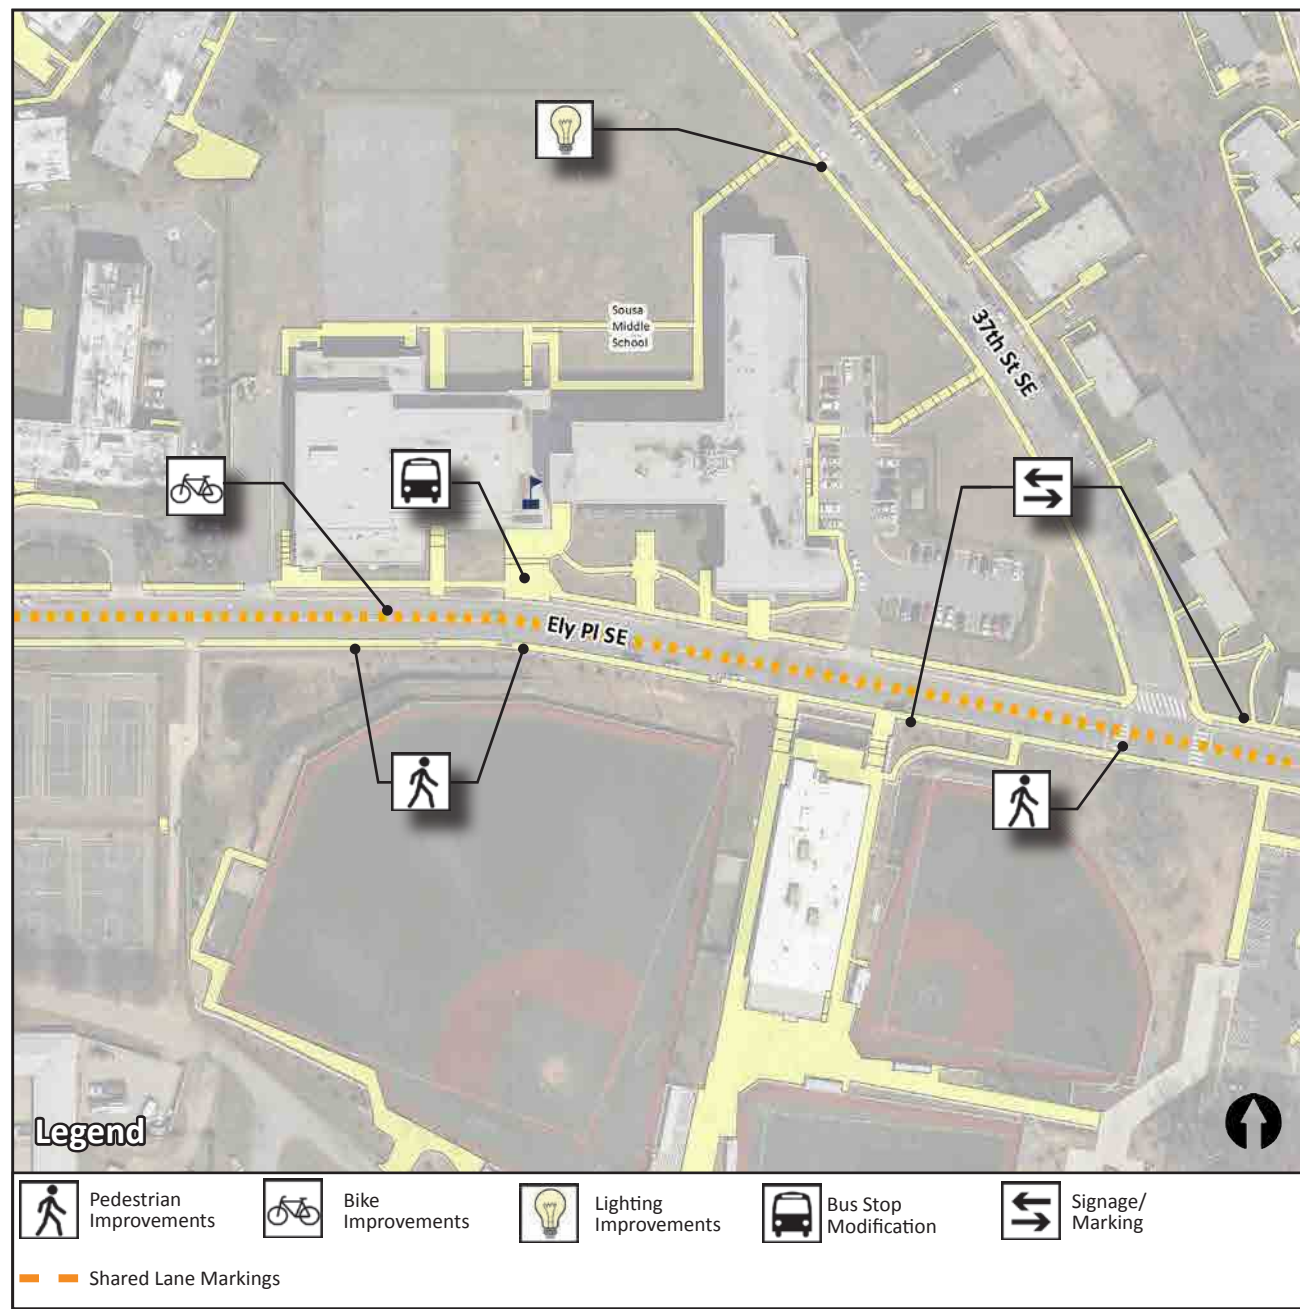 Sousa
Middle
School
37th St SE
Ely Pl SE
Legend
Pedestrian
Improvements
Bike
Improvements
Lighting
Improvements
Bus Stop
Modification
Signage/
Marking
Shared Lane Markings